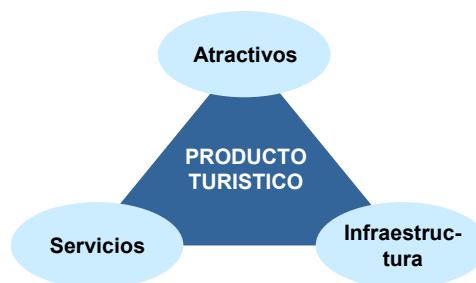 Atractivos
PRODUCTO
TURISTICO
Servicios
Infraestruc-
tura